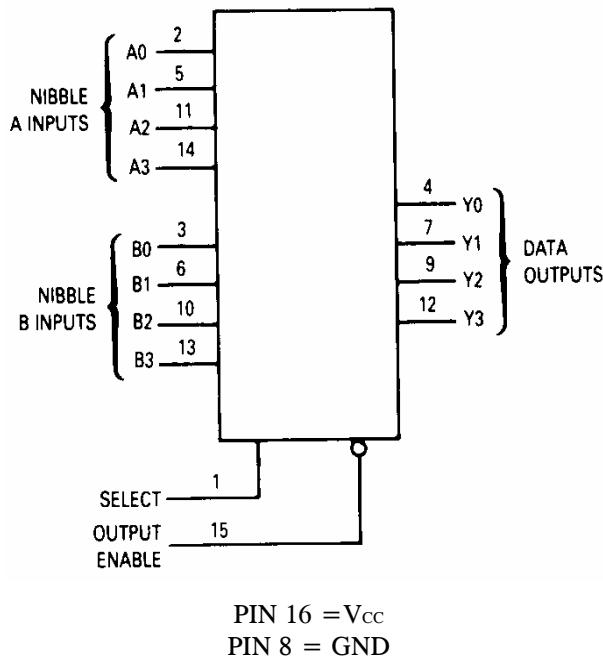 NIBBLE
A INPUTS
A0 2
A1 5
A2 11
A3 14
NIBBLE
B INPUTS
B0 3
B1 6
B2 10
B3 13
4 Y0
7 Y1
9 Y2
12 Y3
DATA
OUTPUTS
SELECT 1
OUTPUT
ENABLE
15
PIN 16 =VCC
PIN 8 = GND